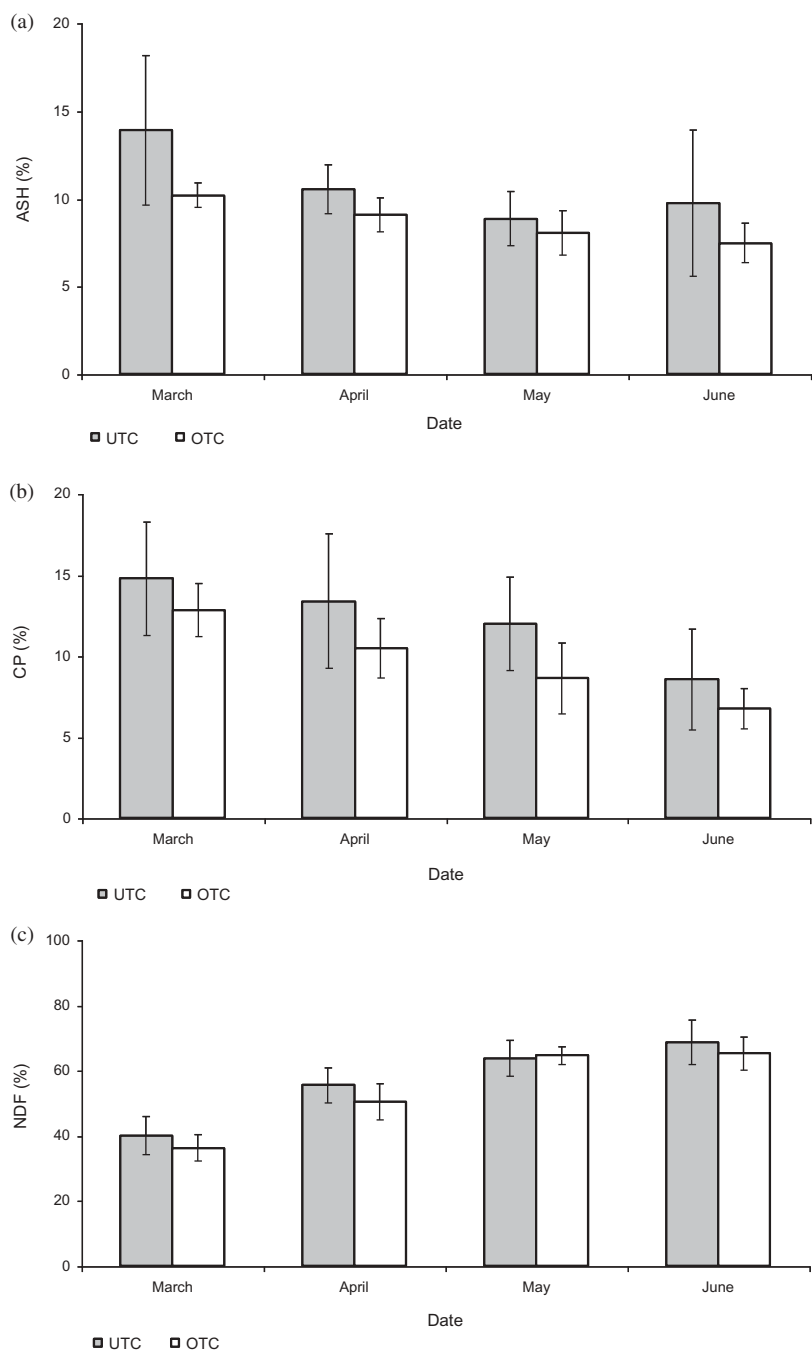 (a)
20
15
10
5
0
ASH (%)
March April May June
Date
UTC OTC
(b)
20
15
10
5
0
CP (%)
March April May June
Date
UTC OTC
(c)
100
80
60
40
20
0
NDF (%)
March April May June
Date
UTC OTC